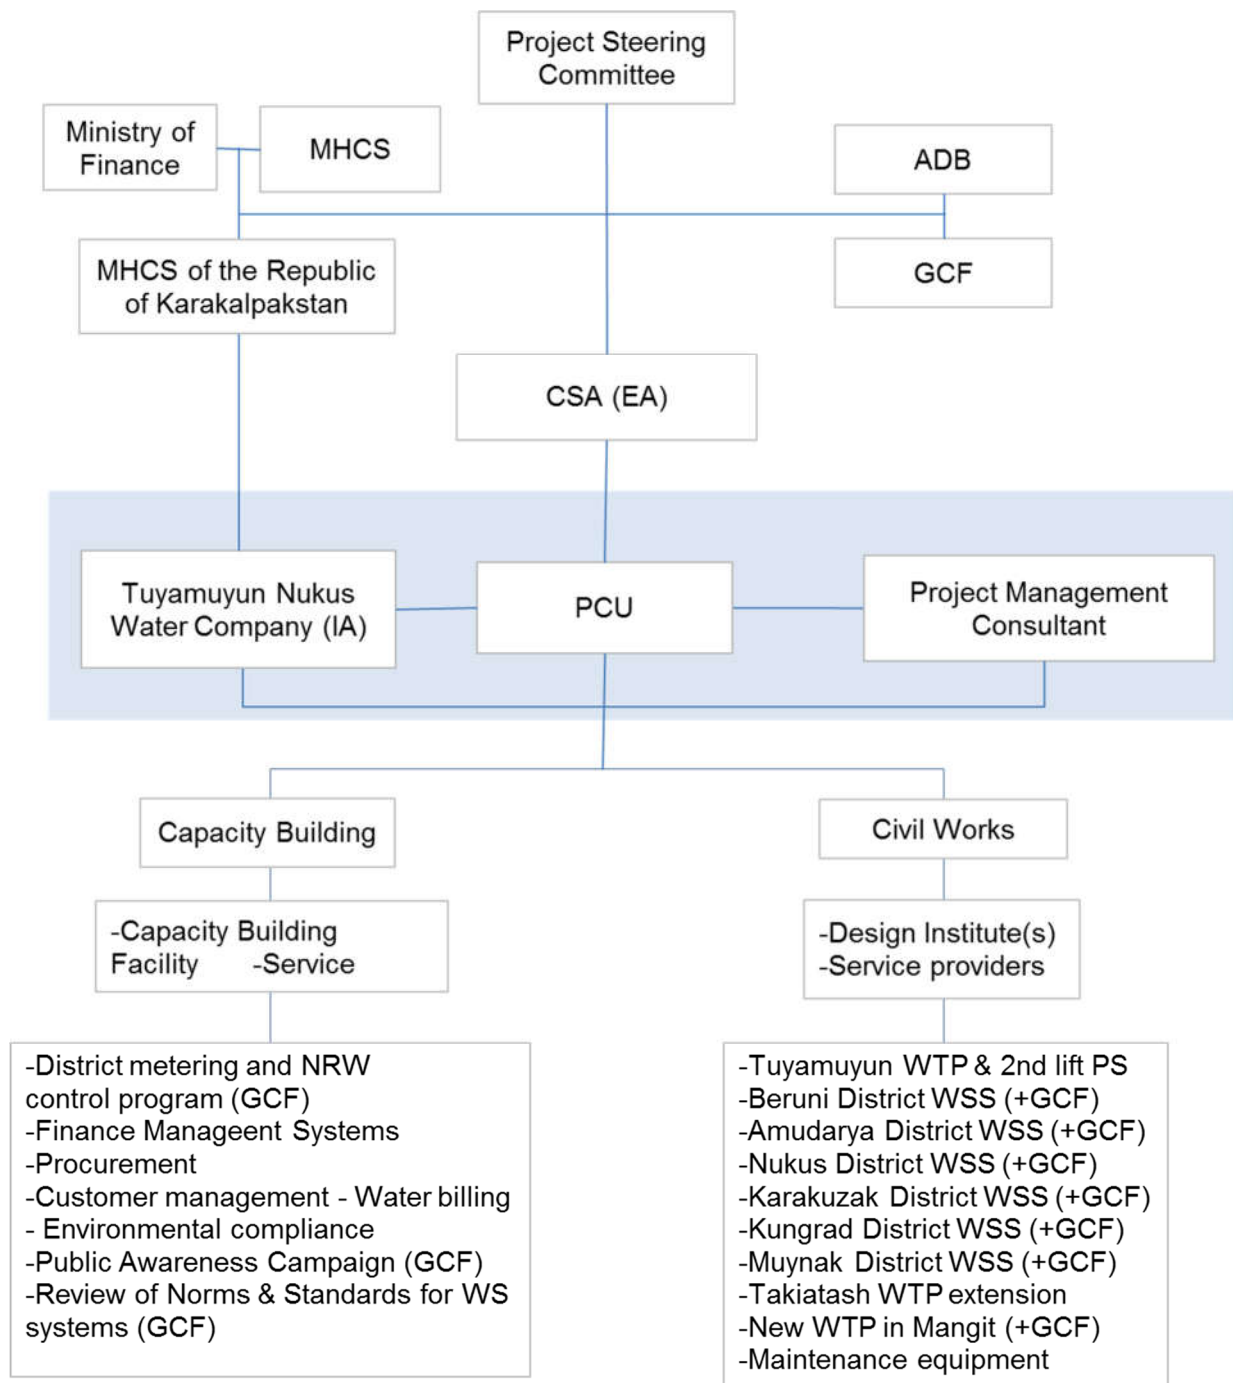 Project Steering
Committee
Ministry of
Finance
MHCS
ADB
MHCS of the Republic
of Karakalpakstan
GCF
CSA (EA)
Tuyamuyun Nukus
Water Company (IA)
PCU
Project Management
Consultant
Capacity Building
Civil Works
-Capacity Building
Facility -Service
-Design Institute(s)
-Service providers
-District metering and NRW
control program (GCF)
-Finance Manageent Systems
-Procurement
-Customer management - Water billing
- Environmental compliance
-Public Awareness Campaign (GCF)
-Review of Norms & Standards for WS
systems (GCF)
-Tuyamuyun WTP & 2nd lift PS
-Beruni District WSS (+GCF)
-Amudarya District WSS (+GCF)
-Nukus District WSS (+GCF)
-Karakuzak District WSS (+GCF)
-Kungrad District WSS (+GCF)
-Muynak District WSS (+GCF)
-Takiatash WTP extension
-New WTP in Mangit (+GCF)
-Maintenance equipment